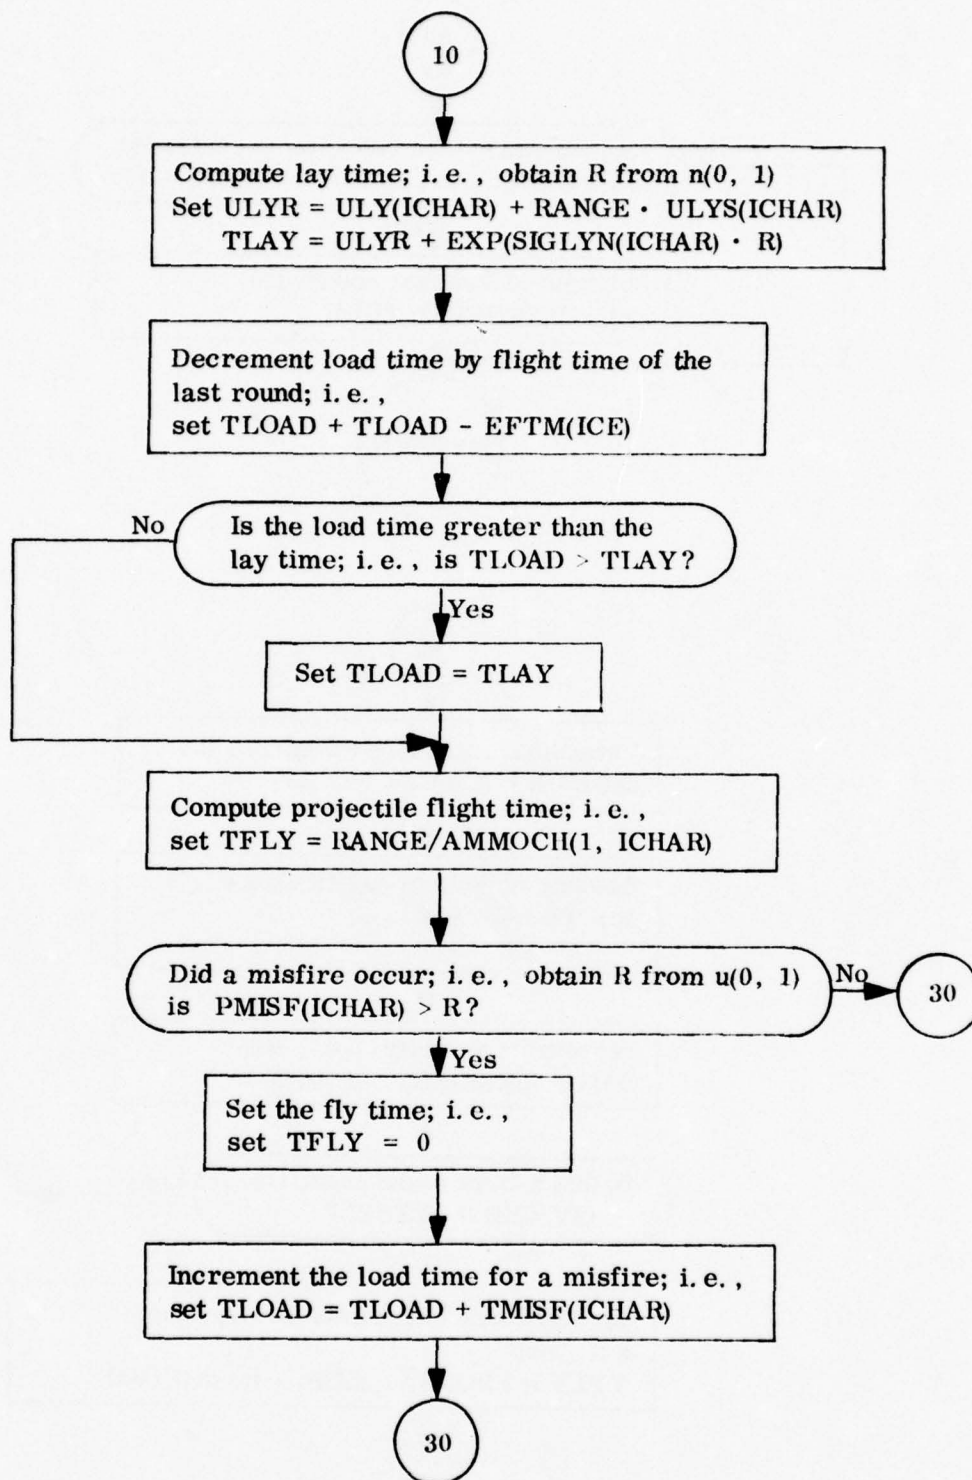 10
Compute lay time; i. e. , obtain R from n(0, 1)
Set ULYR = ULY(ICHAR) + RANGE · ULYS(ICHAR)
TLAY = ULYR + EXP(SIGLYN(ICHAR) · R)
Decrement load time by flight time of the
last round; i. e. ,
set TLOAD + TLOAD - EFTM(ICE)
No
Is the load time greater than the
lay time; i. e. , is TLOAD > TLAY?
Yes
Set TLOAD = TLAY
Compute projectile flight time; i. e. ,
set TFLY = RANGE/AMMOCH(1, ICHAR)
Did a misfire occur; i. e. , obtain R from u(0, 1)
is PMISF(ICHAR) > R?
No
30
Yes
Set the fly time; i. e. ,
set TFLY = 0
Increment the load time for a misfire; i. e. ,
set TLOAD = TLOAD + TMISF(ICHAR)
30